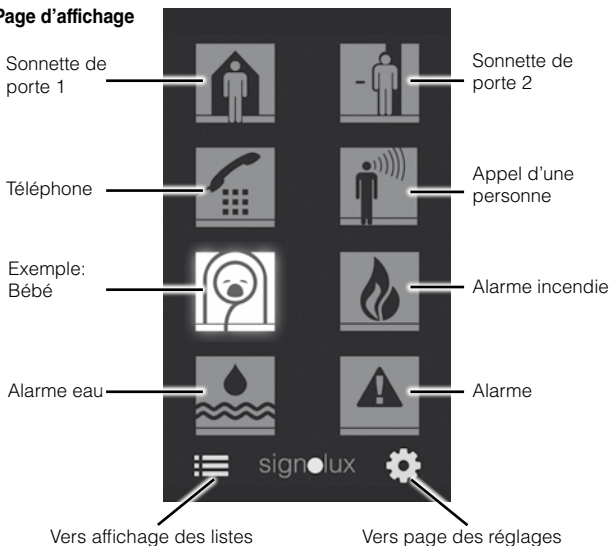 Page d’affichage
Sonnette de
porte 1
Sonnette de
porte 2
Téléphone
Appel d’une
personne
Exemple:
Bébé
Alarme incendie
Alarme eau
Alarme
signolux
Vers affichage des listes
Vers page des réglages